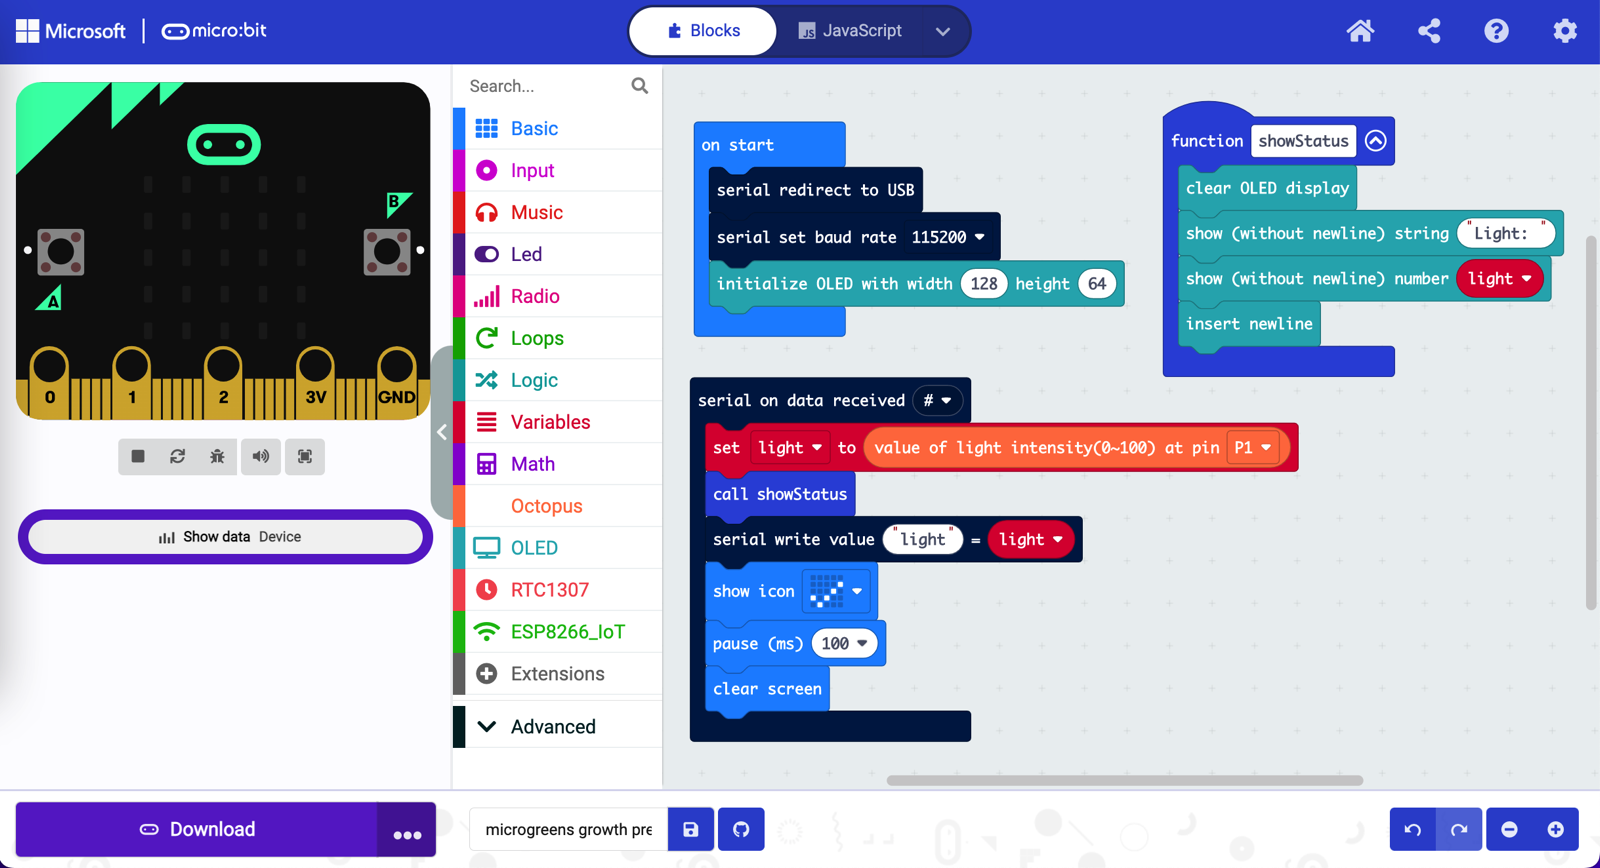 Microsoft
micro:bit
Blocks
JavaScript
B
A
0
1
2
3V
GND
Show data Device
Search...
Basic
Input
Music
Led
Radio
Loops
Logic
Variables
Math
Octopus
OLED
RTC1307
ESP8266_IoT
Extensions
Advanced
on start
serial redirect to USB
serial set baud rate 115200
initialize OLED with width 128 height 64
serial on data received #
set light to value of light intensity(0~100) at pin P1
call showStatus
serial write value "light" = light
show icon
pause (ms) 100
clear screen
function showStatus
clear OLED display
show (without newline) string "Light: "
show (without newline) number light
insert newline
Download
microgreens growth pre